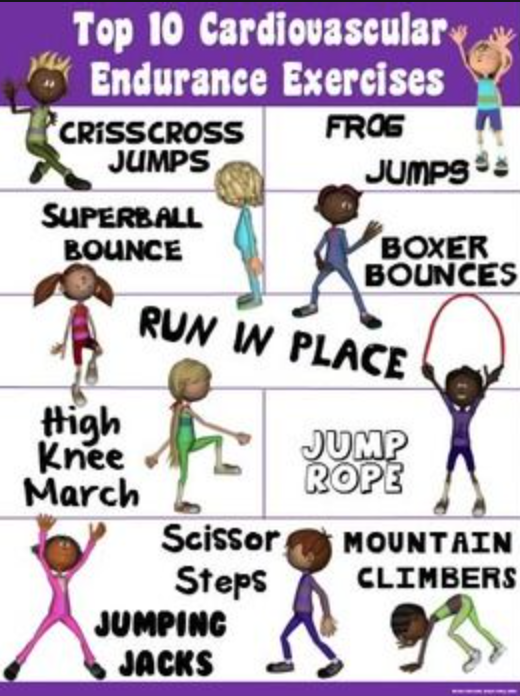 Top 10 Cardiovascular
Endurance Exercises
CRISSCROSS
JUMPS
FROG
JUMPS
SUPERBALL
BOUNCE
BOXER
BOUNCES
RUN IN PLACE
High
Knee
March
JUMP
ROPE
Scissor
Steps
MOUNTAIN
CLIMBERS
JUMPING
JACKS